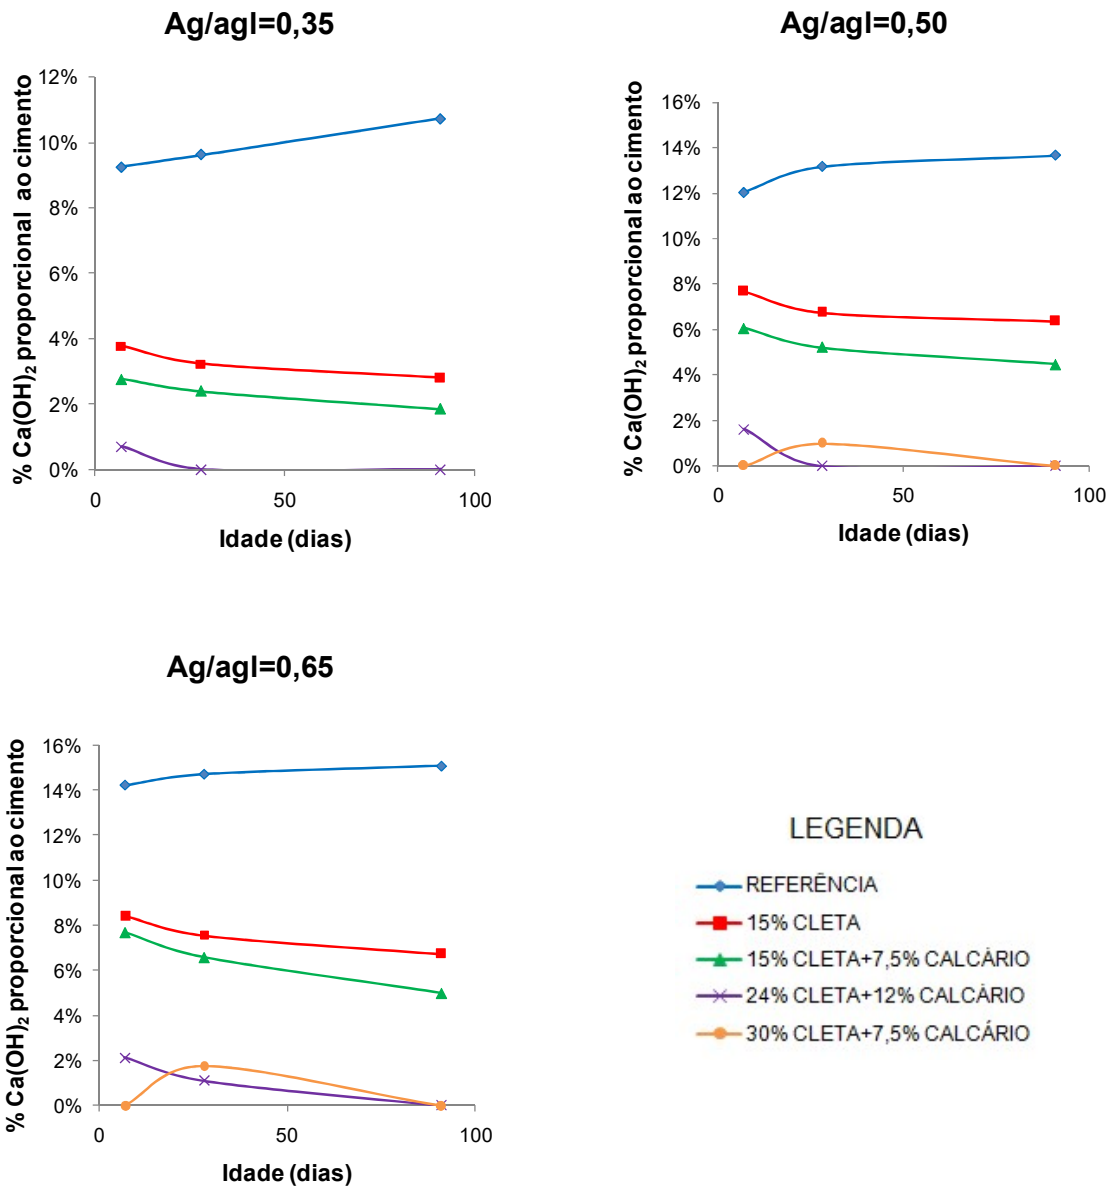 Ag/agl=0,35
% Ca(OH)₂ proporcional ao cimento
12%
10%
8%
6%
4%
2%
0%
0
50
100
Idade (dias)
Ag/agl=0,50
% Ca(OH)₂ proporcional ao cimento
16%
14%
12%
10%
8%
6%
4%
2%
0%
0
50
100
Idade (dias)
Ag/agl=0,65
% Ca(OH)₂ proporcional ao cimento
16%
14%
12%
10%
8%
6%
4%
2%
0%
0
50
100
Idade (dias)
LEGENDA
REFERÊNCIA
15% CLETA
15% CLETA+7,5% CALCÁRIO
24% CLETA+12% CALCÁRIO
30% CLETA+7,5% CALCÁRIO